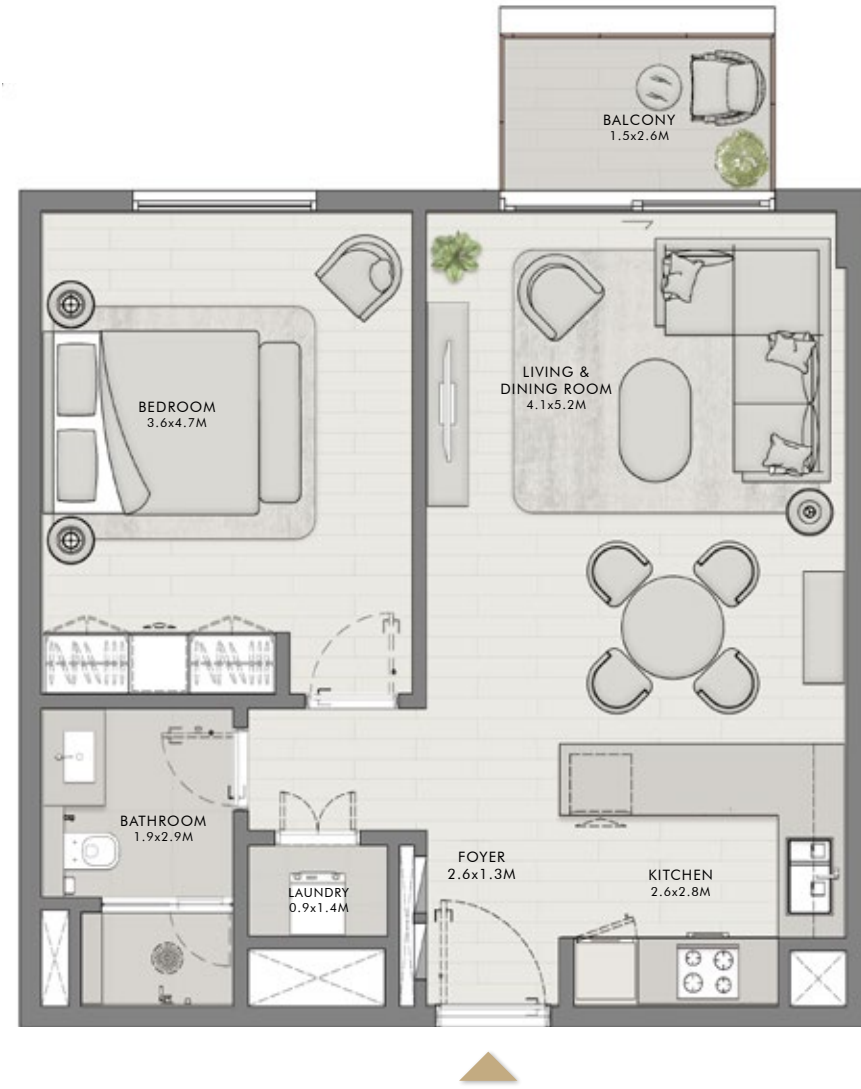 BALCONY
1.5x2.6M
LIVING &
DINING ROOM
4.1x5.2M
BEDROOM
3.6x4.7M
BATHROOM
1.9x2.9M
FOYER
2.6x1.3M
KITCHEN
2.6x2.8M
LAUNDRY
0.9x1.4M